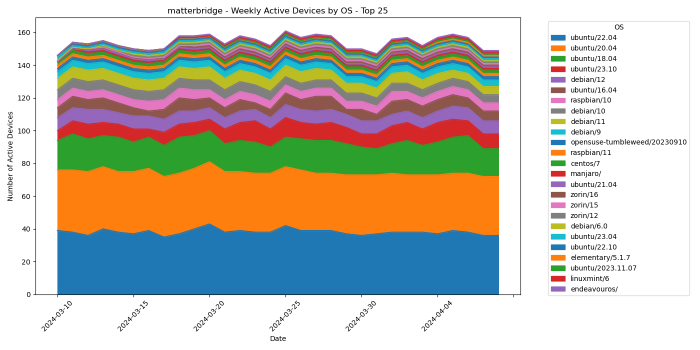 matterbridge - Weekly Active Devices by OS - Top 25
Number of Active Devices
160
140
120
100
80
60
40
20
0
2024-03-10
2024-03-15
2024-03-20
2024-03-25
2024-03-30
2024-04-04
Date
OS
ubuntu/22.04
ubuntu/20.04
ubuntu/18.04
ubuntu/23.10
debian/12
ubuntu/16.04
raspbian/10
debian/10
debian/11
debian/9
opensuse-tumbleweed/20230910
raspbian/11
centos/7
manjaro/
ubuntu/21.04
zorin/16
zorin/15
zorin/12
debian/6.0
ubuntu/23.04
ubuntu/22.10
elementary/5.1.7
ubuntu/2023.11.07
linuxmint/6
endeavouros/